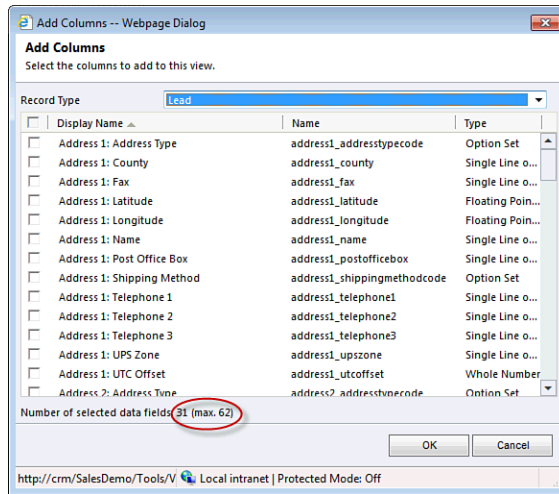 Add Columns -- Webpage Dialog
Add Columns
Select the columns to add to this view.
Record Type Lead
Display Name Name Type
Address 1: Address Type address1_addresstypecode Option Set
Address 1: County address1_county Single Line o...
Address 1: Fax address1_fax Single Line o...
Address 1: Latitude address1_latitude Floating Poin...
Address 1: Longitude address1_longitude Floating Poin...
Address 1: Name address1_name Single Line o...
Address 1: Post Office Box address1_postofficebox Single Line o...
Address 1: Shipping Method address1_shippingmethodcode Option Set
Address 1: Telephone 1 address1_telephone1 Single Line o...
Address 1: Telephone 2 address1_telephone2 Single Line o...
Address 1: Telephone 3 address1_telephone3 Single Line o...
Address 1: UPS Zone address1_upszone Single Line o...
Address 1: UTC Offset address1_utcoffset Whole Number
Address 2: Address Type address2_addresstypecode Option Set
Number of selected data fields: 31 (max. 62)
OK Cancel
http://crm/SalesDemo/Tools/V Local intranet | Protected Mode: Off